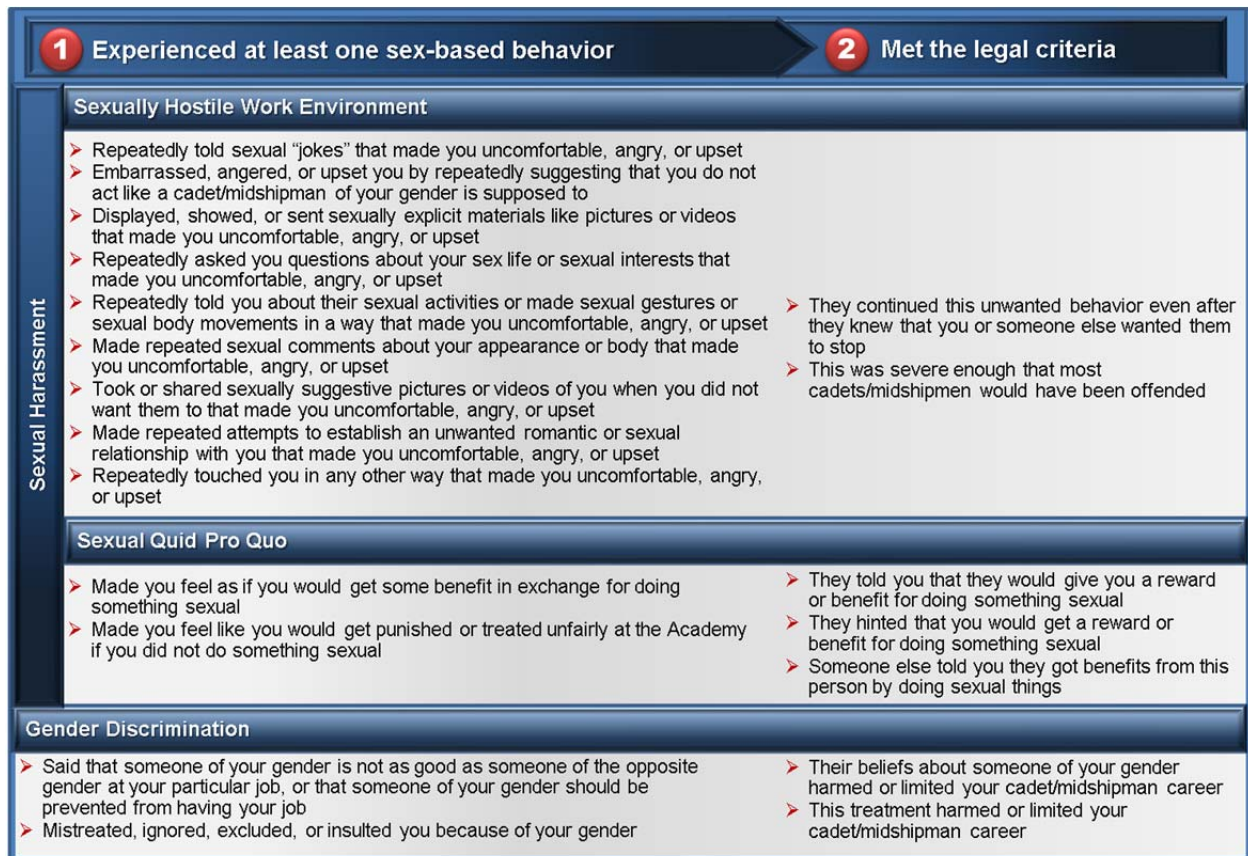 1 Experienced at least one sex-based behavior
2 Met the legal criteria
Sexual Harassment
Sexually Hostile Work Environment
➢ Repeatedly told sexual “jokes” that made you uncomfortable, angry, or upset
➢ Embarrassed, angered, or upset you by repeatedly suggesting that you do not
act like a cadet/midshipman of your gender is supposed to
➢ Displayed, showed, or sent sexually explicit materials like pictures or videos
that made you uncomfortable, angry, or upset
➢ Repeatedly asked you questions about your sex life or sexual interests that
made you uncomfortable, angry, or upset
➢ Repeatedly told you about their sexual activities or made sexual gestures or
sexual body movements in a way that made you uncomfortable, angry, or upset
➢ Made repeated sexual comments about your appearance or body that made
you uncomfortable, angry, or upset
➢ Took or shared sexually suggestive pictures or videos of you when you did not
want them to that made you uncomfortable, angry, or upset
➢ Made repeated attempts to establish an unwanted romantic or sexual
relationship with you that made you uncomfortable, angry, or upset
➢ Repeatedly touched you in any other way that made you uncomfortable, angry,
or upset
➢ They continued this unwanted behavior even after
they knew that you or someone else wanted them
to stop
➢ This was severe enough that most
cadets/midshipmen would have been offended
Sexual Quid Pro Quo
➢ Made you feel as if you would get some benefit in exchange for doing
something sexual
➢ Made you feel like you would get punished or treated unfairly at the Academy
if you did not do something sexual
➢ They told you that they would give you a reward
or benefit for doing something sexual
➢ They hinted that you would get a reward or
benefit for doing something sexual
➢ Someone else told you they got benefits from this
person by doing sexual things
Gender Discrimination
➢ Said that someone of your gender is not as good as someone of the opposite
gender at your particular job, or that someone of your gender should be
prevented from having your job
➢ Mistreated, ignored, excluded, or insulted you because of your gender
➢ Their beliefs about someone of your gender
harmed or limited your cadet/midshipman career
➢ This treatment harmed or limited your
cadet/midshipman career